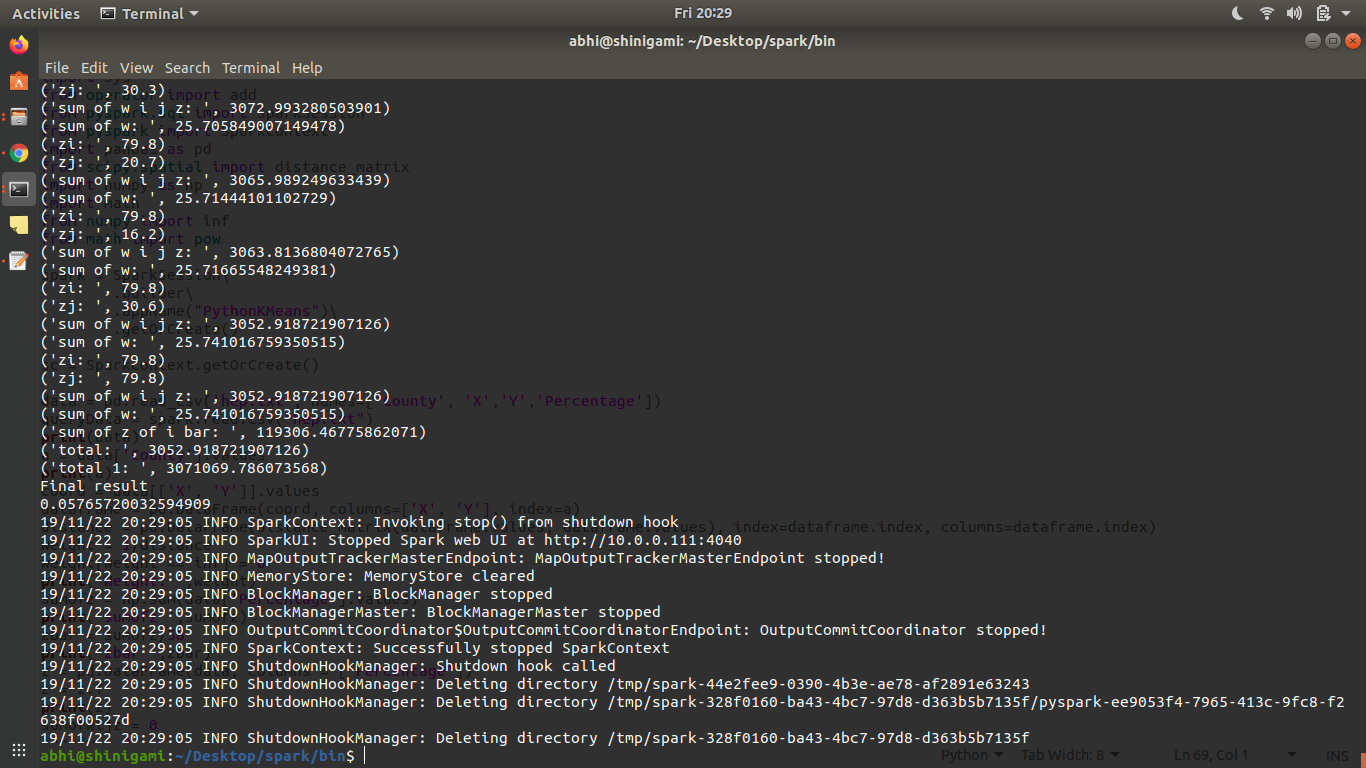 Activities Terminal Fri 20:29
abhi@shinigami: ~/Desktop/spark/bin
File Edit View Search Terminal Help
('zj: ', 30.3)
('sum of w i j z: ', 3072.993280503901)
('sum of w: ', 25.705849007149478)
('zi: ', 79.8)
('zj: ', 20.7)
('sum of w i j z: ', 3065.989249633439)
('sum of w: ', 25.71444101102729)
('zi: ', 79.8)
('zj: ', 16.2)
('sum of w i j z: ', 3063.8136804072765)
('sum of w: ', 25.71665548249381)
('zi: ', 79.8)
('zj: ', 30.6)
('sum of w i j z: ', 3052.918721907126)
('sum of w: ', 25.741016759350515)
('zi: ', 79.8)
('zj: ', 79.8)
('sum of w i j z: ', 3052.918721907126)
('sum of w: ', 25.741016759350515)
('sum of z of i bar: ', 119306.46775862071)
('total: ', 3052.918721907126)
('total 1: ', 3071069.786073568)
Final result
0.05765720032594909
19/11/22 20:29:05 INFO SparkContext: Invoking stop() from shutdown hook
19/11/22 20:29:05 INFO SparkUI: Stopped Spark web UI at http://10.0.0.111:4040
19/11/22 20:29:05 INFO MapOutputTrackerMasterEndpoint: MapOutputTrackerMasterEndpoint stopped!
19/11/22 20:29:05 INFO MemoryStore: MemoryStore cleared
19/11/22 20:29:05 INFO BlockManager: BlockManager stopped
19/11/22 20:29:05 INFO BlockManagerMaster: BlockManagerMaster stopped
19/11/22 20:29:05 INFO OutputCommitCoordinator$OutputCommitCoordinatorEndpoint: OutputCommitCoordinator stopped!
19/11/22 20:29:05 INFO SparkContext: Successfully stopped SparkContext
19/11/22 20:29:05 INFO ShutdownHookManager: Shutdown hook called
19/11/22 20:29:05 INFO ShutdownHookManager: Deleting directory /tmp/spark-44e2fee9-0390-4b3e-ae78-af2891e63243
19/11/22 20:29:05 INFO ShutdownHookManager: Deleting directory /tmp/spark-328f0160-ba43-4bc7-97d8-d363b5b7135f/pyspark-ee9053f4-7965-413c-9fc8-f2
638f00527d
19/11/22 20:29:05 INFO ShutdownHookManager: Deleting directory /tmp/spark-328f0160-ba43-4bc7-97d8-d363b5b7135f
abhi@shinigami:~/Desktop/spark/bin$
Python Tab Width: 8 Ln 69, Col 1 INS